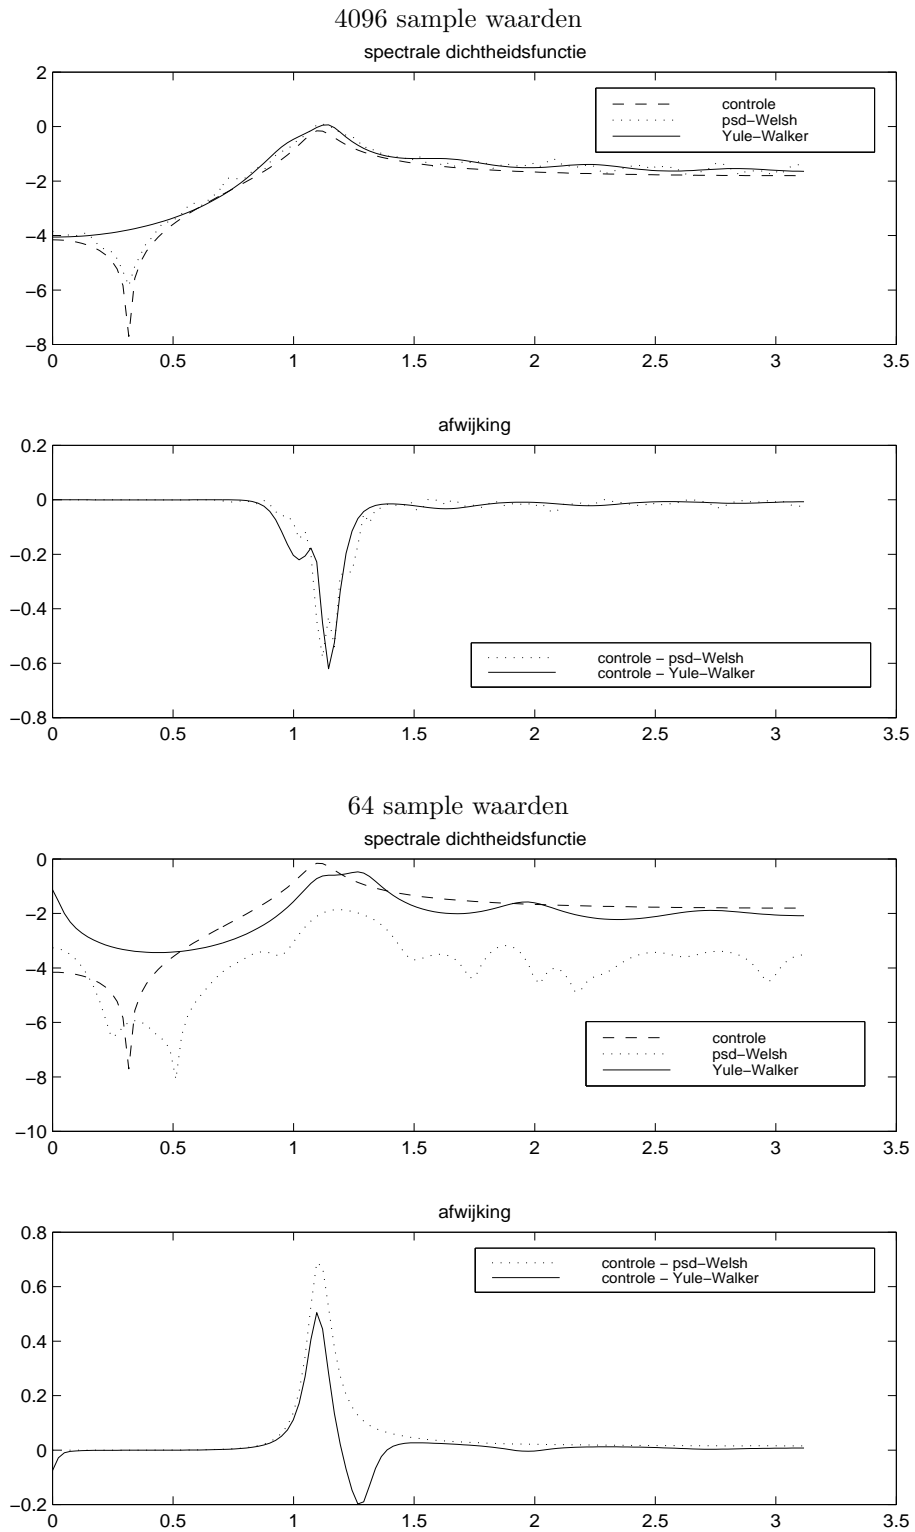 4096 sample waarden
spectrale dichtheidsfunctie
2
0
−2
−4
−6
−8
0 0.5 1 1.5 2 2.5 3 3.5
controle
psd−Welsh
Yule−Walker
afwijking
0.2
0
−0.2
−0.4
−0.6
−0.8
0 0.5 1 1.5 2 2.5 3 3.5
controle − psd−Welsh
controle − Yule−Walker
64 sample waarden
spectrale dichtheidsfunctie
0
−2
−4
−6
−8
−10
0 0.5 1 1.5 2 2.5 3 3.5
controle
psd−Welsh
Yule−Walker
afwijking
0.8
0.6
0.4
0.2
0
−0.2
0 0.5 1 1.5 2 2.5 3 3.5
controle − psd−Welsh
controle − Yule−Walker